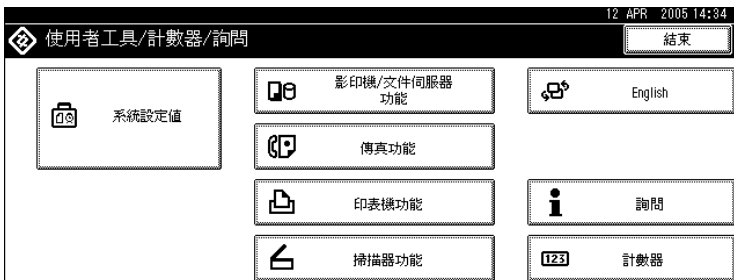 12 APR 2005 14:34
使用者工具/計數器/詢問
結束
系統設定值
影印機/文件伺服器
功能
English
傳真功能
印表機功能
詢問
掃描器功能
123
計數器